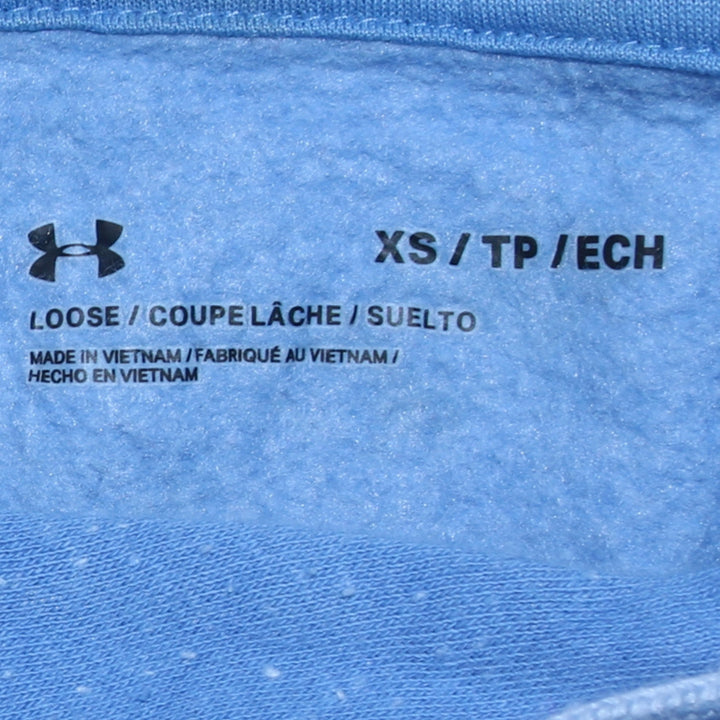 XS / TP / ECH
LOOSE / COUPE LÂCHE / SUELTO
MADE IN VIETNAM / FABRIQUÉ AU VIETNAM /
HECHO EN VIETNAM